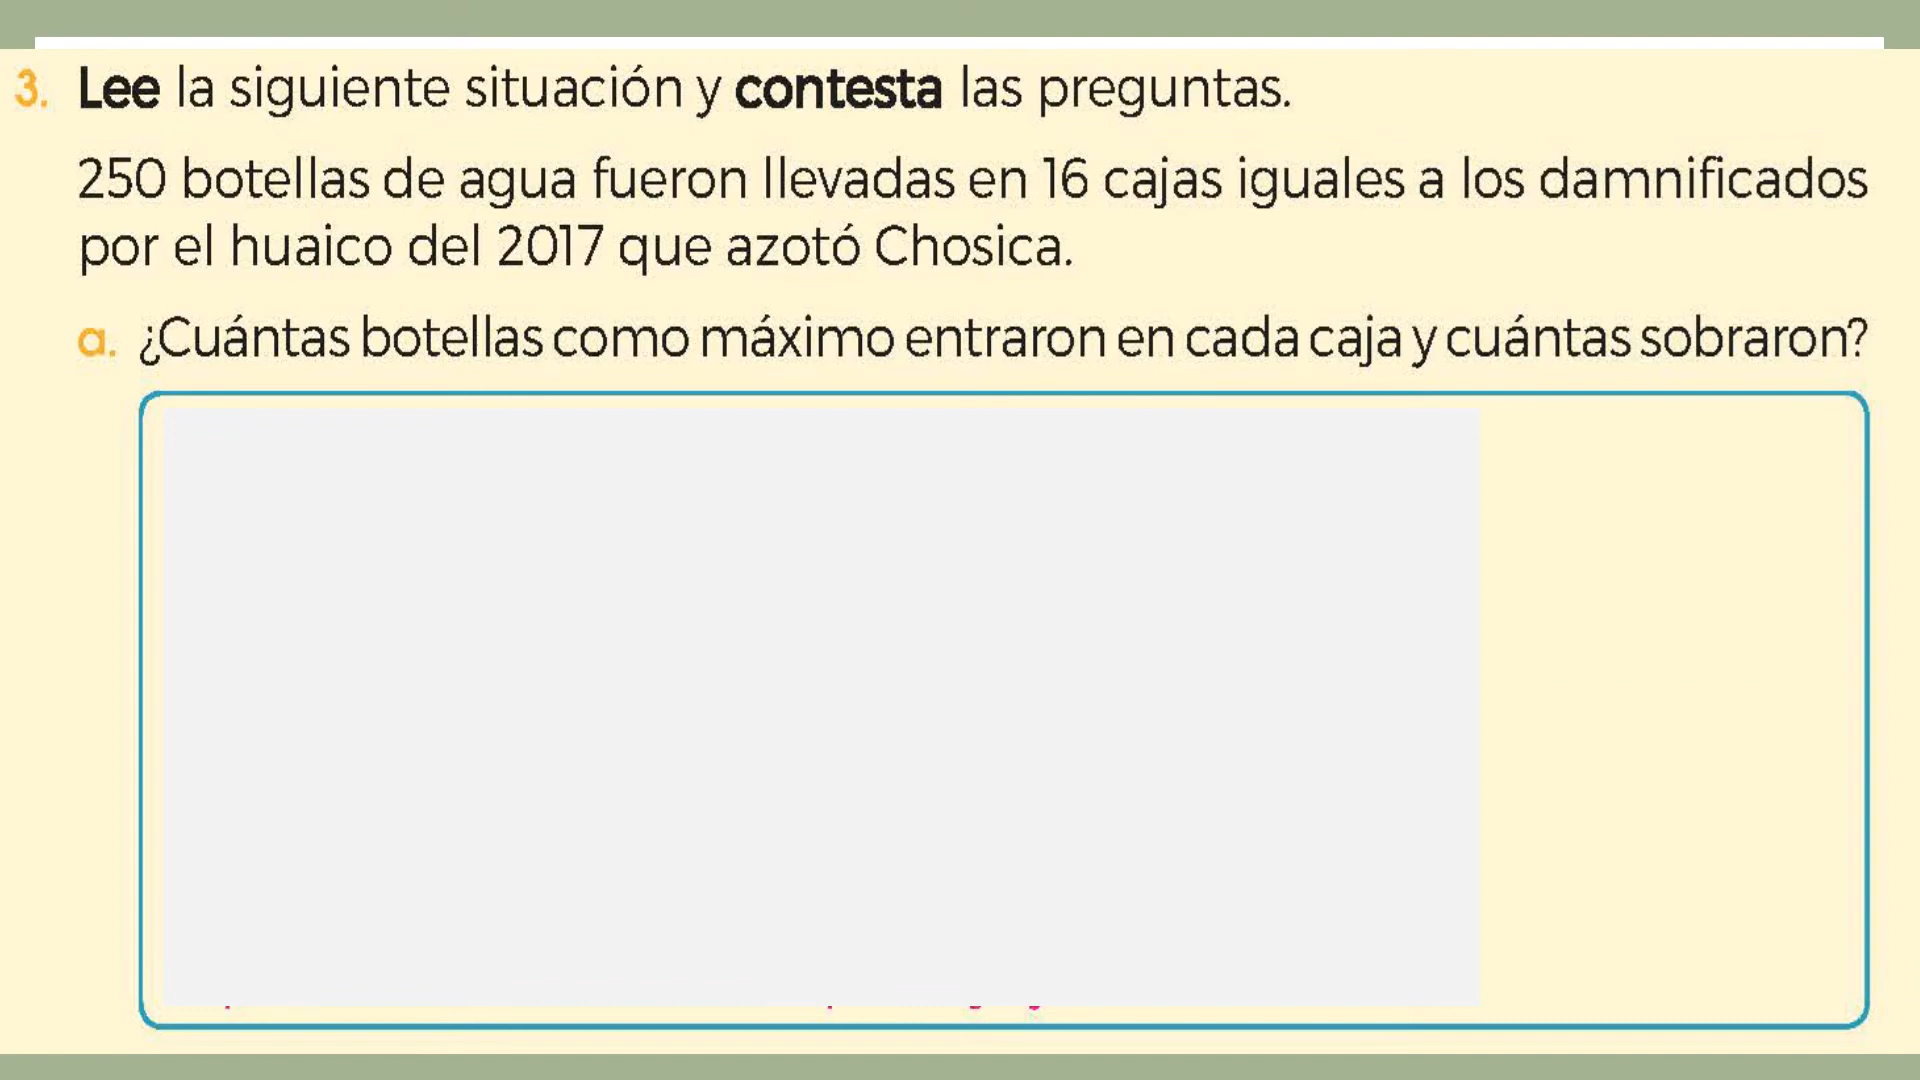 3. Lee la siguiente situación y contesta las preguntas.
250 botellas de agua fueron llevadas en 16 cajas iguales a los damnificados
por el huaico del 2017 que azotó Chosica.
a. ¿Cuántas botellas como máximo entraron en cada caja y cuántas sobraron?